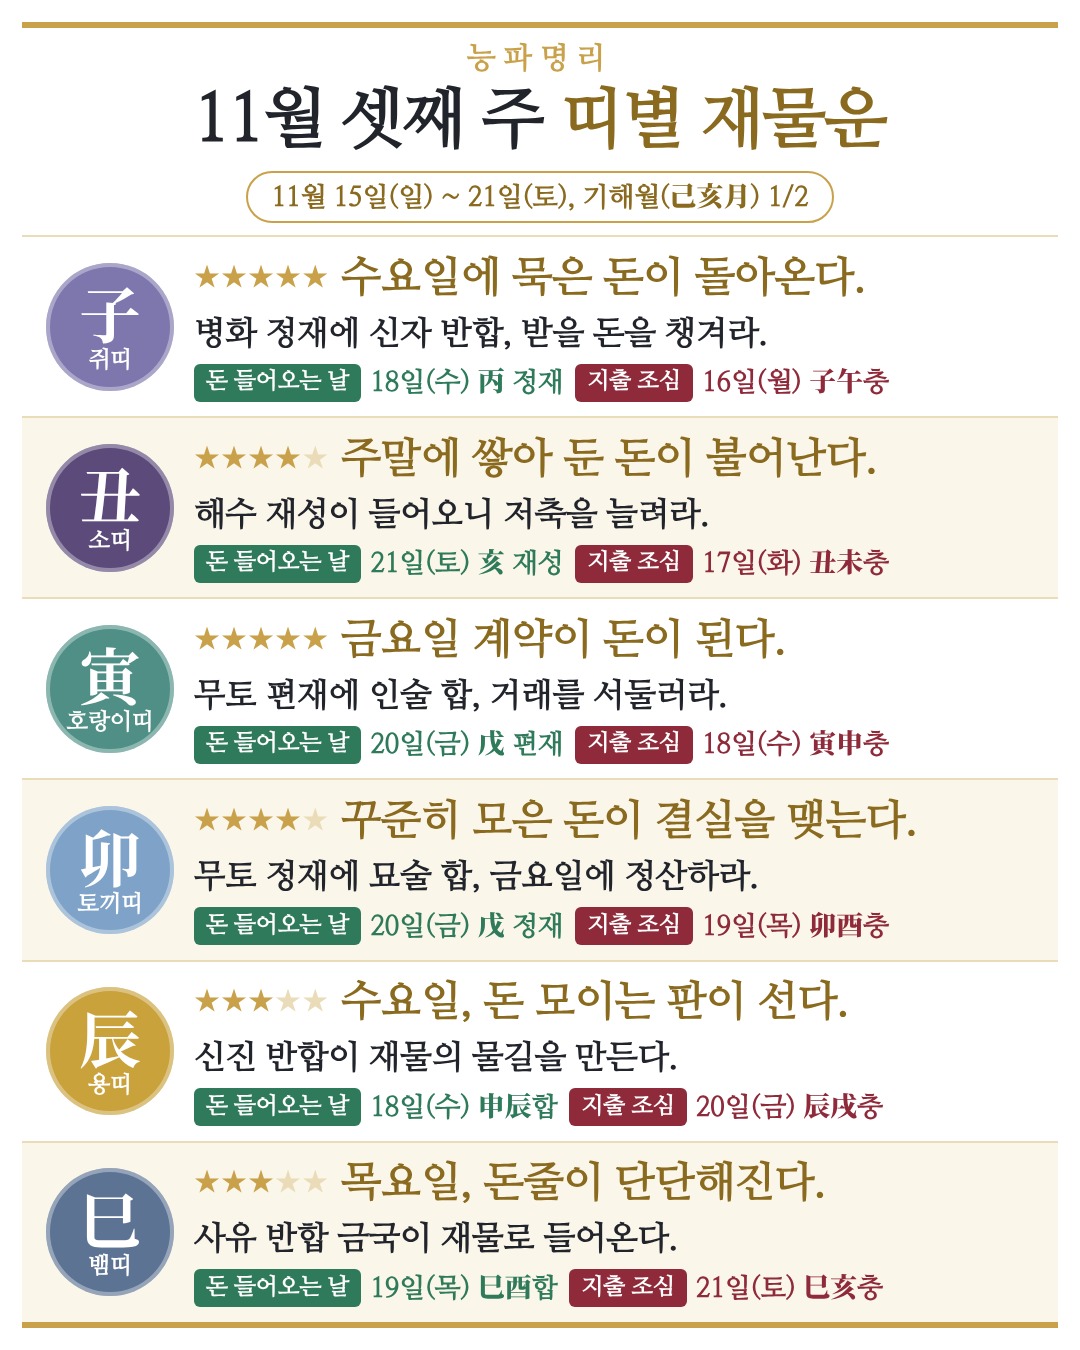 능파명리
11월 셋째 주 띠별 재물운
11월 15일(일) ~ 21일(토), 기해월(己亥月) 1/2
子
쥐띠
★★★★★ 수요일에 묵은 돈이 돌아온다.
병화 정재에 신자 반합, 받을 돈을 챙겨라.
돈 들어오는 날 18일(수) 丙 정재 지출 조심 16일(월) 子午충
丑
소띠
★★★★★ 주말에 쌓아 둔 돈이 불어난다.
해수 재성이 들어오니 저축을 늘려라.
돈 들어오는 날 21일(토) 亥 재성 지출 조심 17일(화) 丑未충
寅
호랑이띠
★★★★★ 금요일 계약이 돈이 된다.
무토 편재에 인술 합, 거래를 서둘러라.
돈 들어오는 날 20일(금) 戊 편재 지출 조심 18일(수) 寅申충
卯
토끼띠
★★★★★ 꾸준히 모은 돈이 결실을 맺는다.
무토 정재에 묘술 합, 금요일에 정산하라.
돈 들어오는 날 20일(금) 戊 정재 지출 조심 19일(목) 卯酉충
辰
용띠
★★★★★ 수요일, 돈 모이는 판이 선다.
신진 반합이 재물의 물길을 만든다.
돈 들어오는 날 18일(수) 申辰합 지출 조심 20일(금) 辰戌충
巳
뱀띠
★★★★★ 목요일, 돈줄이 단단해진다.
사유 반합 금국이 재물로 들어온다.
돈 들어오는 날 19일(목) 巳酉합 지출 조심 21일(토) 巳亥충